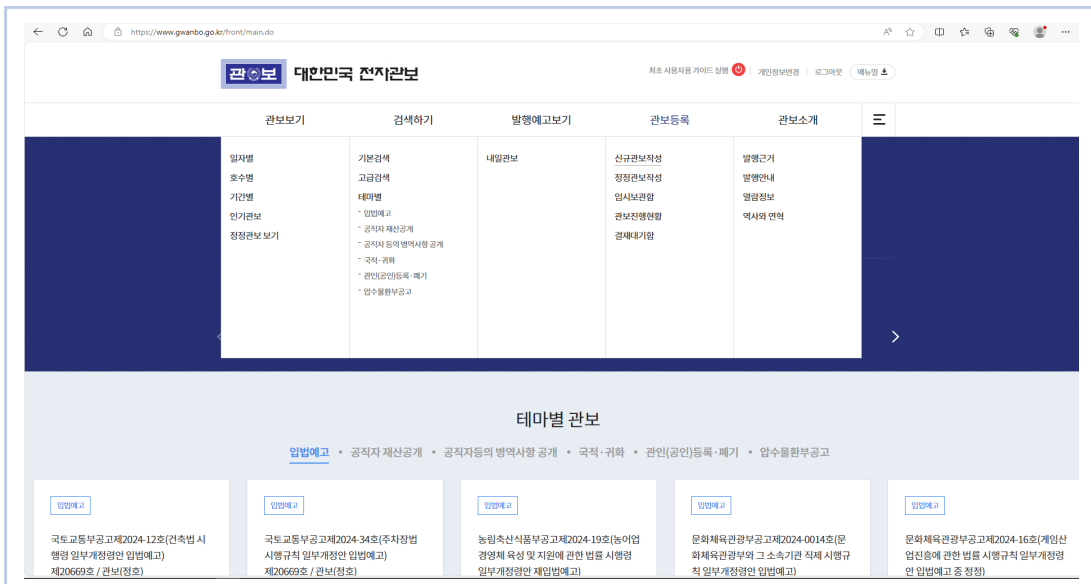 https://www.gwanbo.go.kr/front/main.do
관보 대한민국 전자관보
최초 사용자용 가이드 실행
개인정보변경
로그아웃
매뉴얼
관보보기
검색하기
발행예고보기
관보등록
관보소개
일자별
호수별
기간별
인기관보
정정관보 보기
기본검색
고급검색
테마별
- 입법예고
- 공직자 재산공개
- 공직자 등의 병역사항 공개
- 국적·귀화
- 관인(공인)등록·폐기
- 압수물환부공고
내일관보
신규관보작성
정정관보작성
임시보관함
관보진행현황
결재대기함
발행근거
발행안내
열람정보
역사와 연혁
테마별 관보
입법예고 • 공직자 재산공개 • 공직자등의 병역사항 공개 • 국적·귀화 • 관인(공인)등록·폐기 • 압수물환부공고
입법예고
국토교통부공고제2024-12호(건축법 시
행령 일부개정령안 입법예고)
제20669호 / 관보(정호)
입법예고
국토교통부공고제2024-34호(주차장법
시행규칙 일부개정안 입법예고)
제20669호 / 관보(정호)
입법예고
농림축산식품부공고제2024-19호(농어업
경영체 육성 및 지원에 관한 법률 시행령
일부개정령안 재입법예고)
입법예고
문화체육관광부공고제2024-0014호(문
화체육관광부와 그 소속기관 직제 시행규
칙 일부개정령안 입법예고)
입법예고
문화체육관광부공고제2024-16호(게임산
업진흥에 관한 법률 시행규칙 일부개정령
안 입법예고 중 정정)